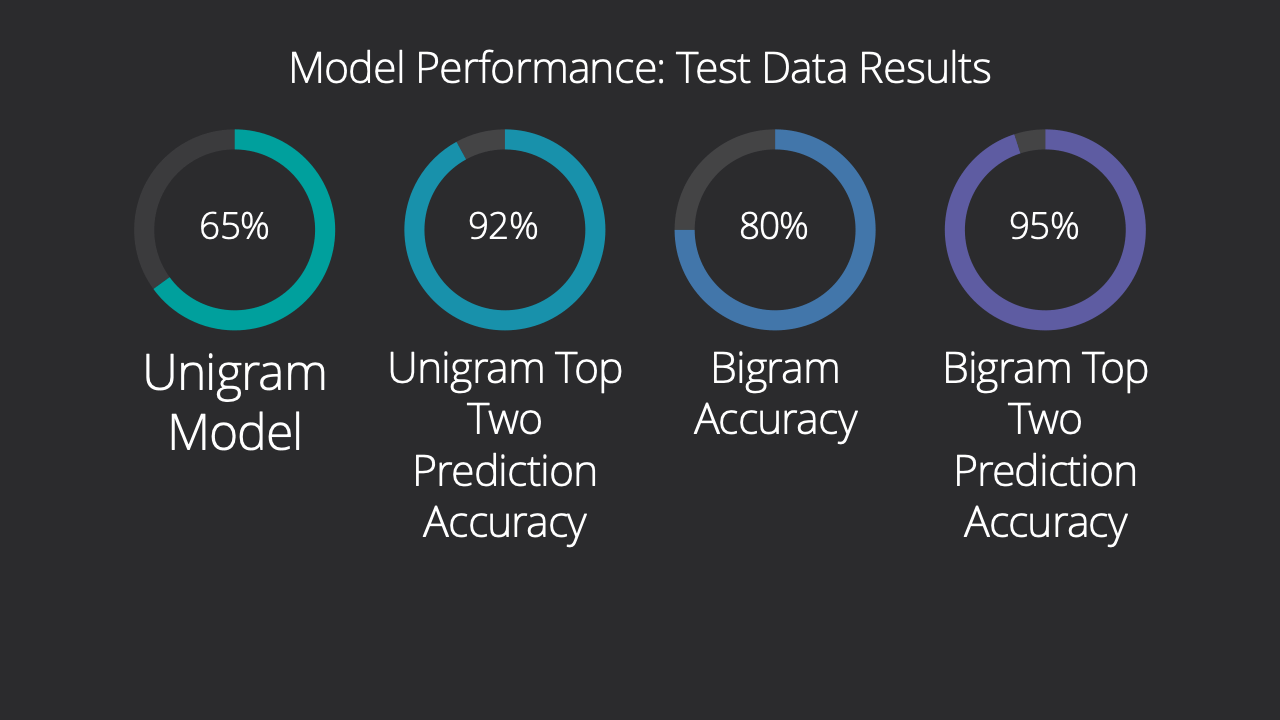 Model Performance: Test Data Results
65%
92%
80%
95%
Unigram
Model
Unigram Top
Two
Prediction
Accuracy
Bigram
Accuracy
Bigram Top
Two
Prediction
Accuracy